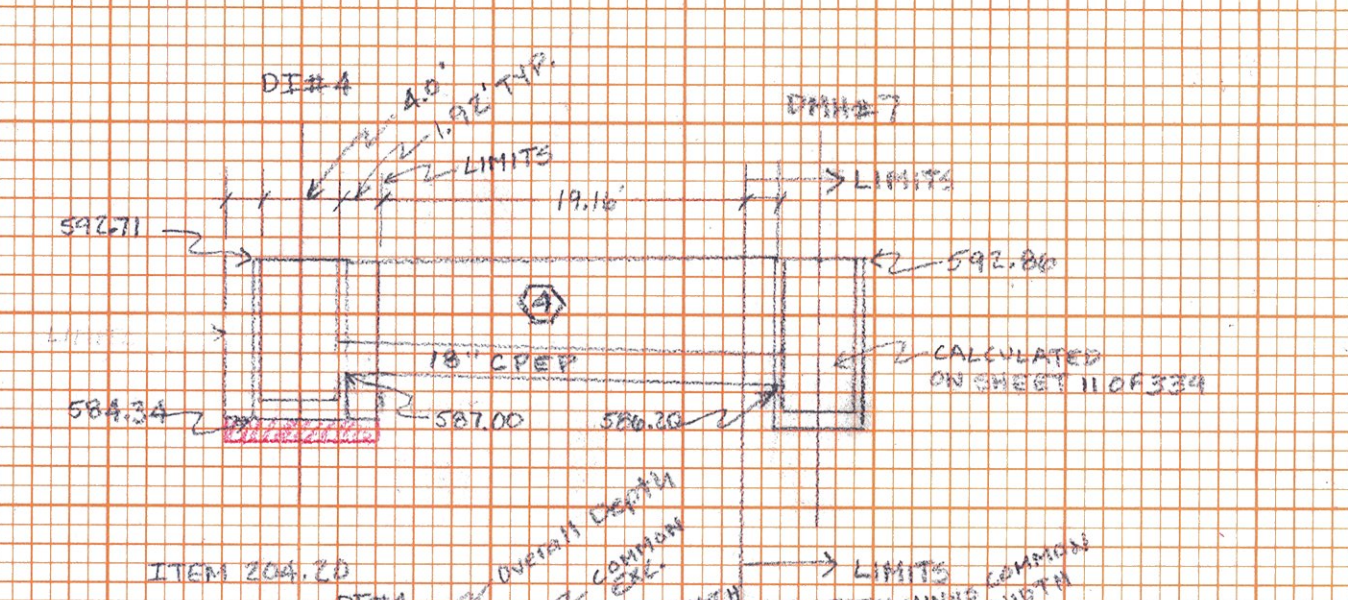 DI#4
4.0'
1.92' TYP.
LIMITS
DMH#7
LIMITS
19.16'
592.71
592.86
4
LIMITS
18" CPEP
CALCULATED
ON SHEET 11 OF 334
584.34
587.00
586.20
Overall Depth
COMMON
EXC.
ITEM 204.20
LIMITS
COMMON